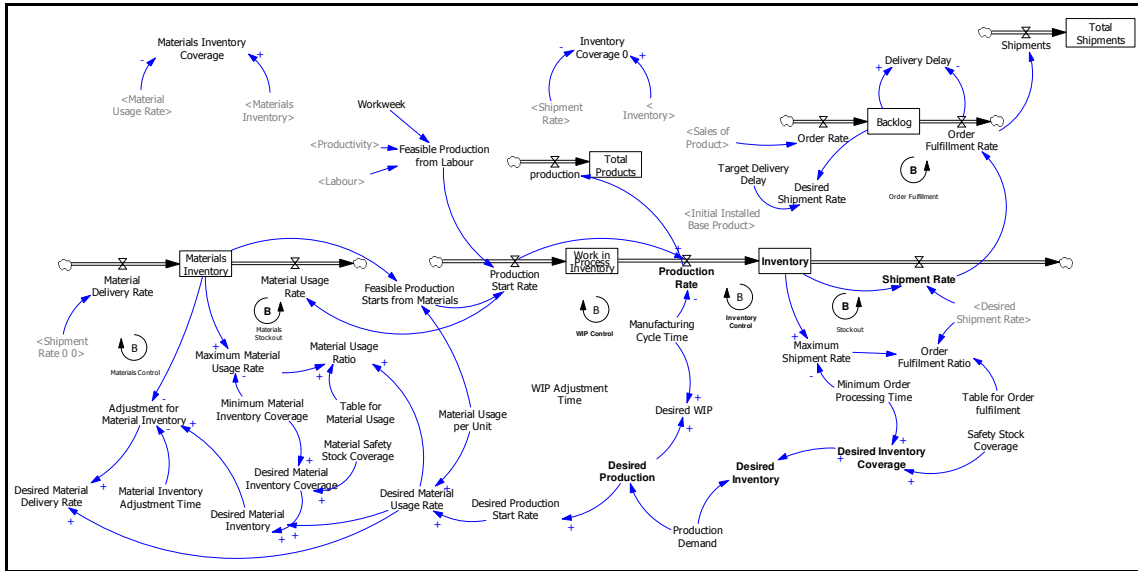 Materials Inventory
Coverage
<Material
Usage Rate>
<Materials
Inventory>
Inventory
Coverage 0
<Shipment
Rate>
<
Inventory>
Shipments
Total
Shipments
Delivery Delay
Backlog
Order Rate
Order
Fulfillment Rate
<Sales of
Product>
Target Delivery
Delay
Desired
Shipment Rate
B
Order Fulfillment
Workweek
<Productivity>
Feasible Production
from Labour
<Labour>
production
Total
Products
<Initial Installed
Base Product>
Materials
Inventory
Material
Delivery Rate
Material Usage
Rate
Feasible Production
Starts from Materials
Production
Start Rate
Work in
Process
Inventory
Production
Rate
Inventory
Shipment Rate
<Shipment
Rate 0 0>
B
Materials Control
B
Materials
Stockout
B
WIP Control
B
Inventory
Control
B
Stockout
<Desired
Shipment Rate>
Maximum Material
Usage Rate
Material Usage
Ratio
Manufacturing
Cycle Time
Maximum
Shipment Rate
Order
Fulfillment Ratio
Adjustment for
Material Inventory
Minimum Material
Inventory Coverage
Table for
Material Usage
Material Usage
per Unit
WIP Adjustment
Time
Desired WIP
Minimum Order
Processing Time
Table for Order
fulfilment
Material Safety
Stock Coverage
Safety Stock
Coverage
Desired Material
Delivery Rate
Material Inventory
Adjustment Time
Desired Material
Inventory Coverage
Desired Material
Inventory
Desired Material
Usage Rate
Desired Production
Start Rate
Desired
Production
Desired
Inventory
Desired Inventory
Coverage
Production
Demand